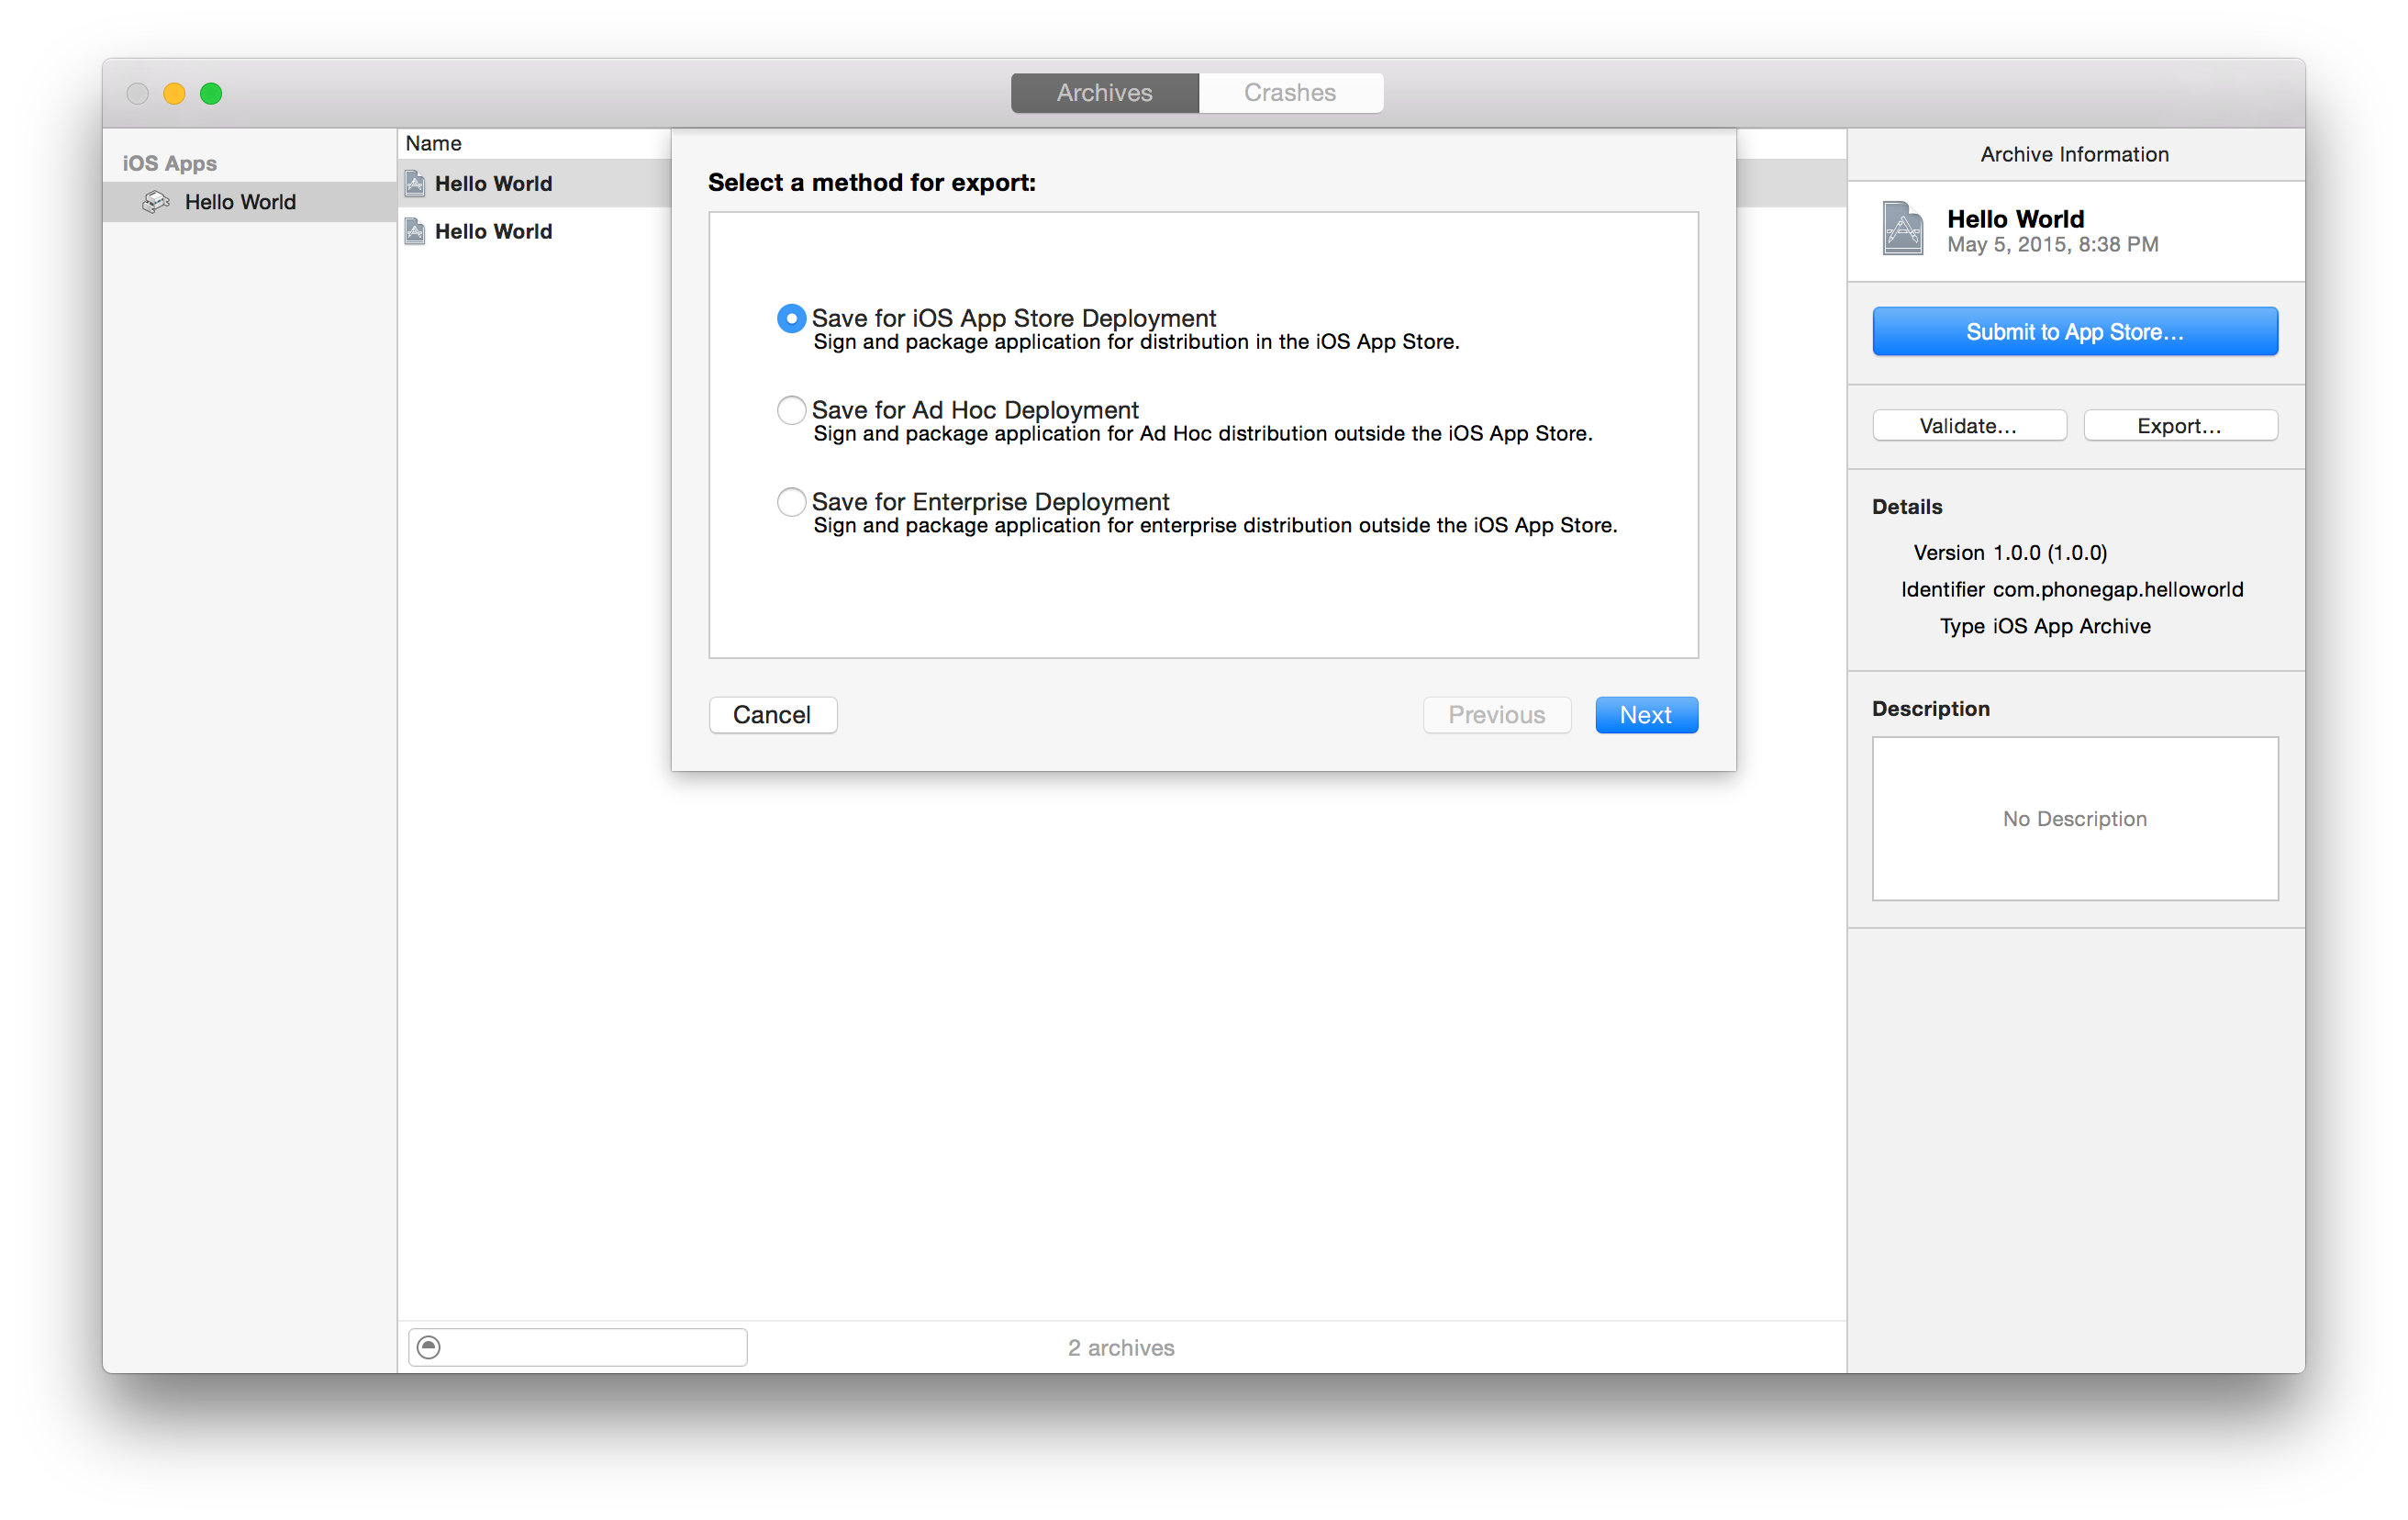 Archives
Crashes
iOS Apps
Hello World
Name
Hello World
Hello World
Select a method for export:
Save for iOS App Store Deployment
Sign and package application for distribution in the iOS App Store.
Save for Ad Hoc Deployment
Sign and package application for Ad Hoc distribution outside the iOS App Store.
Save for Enterprise Deployment
Sign and package application for enterprise distribution outside the iOS App Store.
Cancel
Previous
Next
2 archives
Archive Information
Hello World
May 5, 2015, 8:38 PM
Submit to App Store...
Validate...
Export...
Details
Version 1.0.0 (1.0.0)
Identifier com.phonegap.helloworld
Type iOS App Archive
Description
No Description